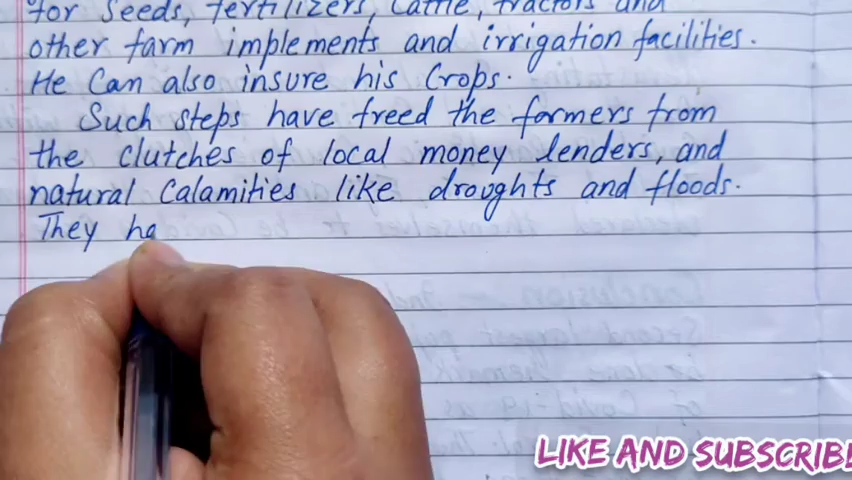 for seeds, fertilizers, cattle, tractors and
other farm implements and irrigation facilities.
He can also insure his crops.
Such steps have freed the farmers from
the clutches of local money lenders, and
natural calamities like droughts and floods.
They ha
LIKE AND SUBSCRIBE